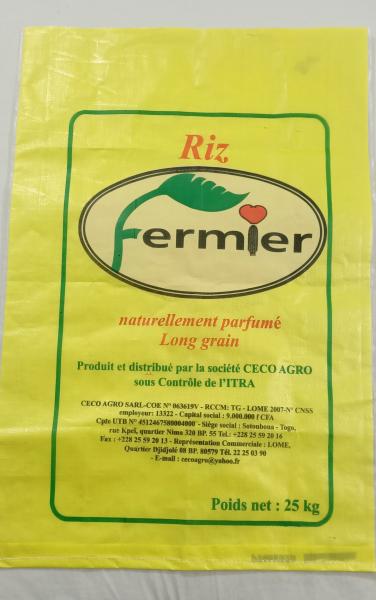 Riz
Fermier
naturellement parfumé
Long grain
Produit et distribué par la société CECO AGRO
sous Contrôle de l'ITRA
CECO AGRO SARL-COE N° 063619V - RCCM: TG - LOME 2007-N° CNSS
employeur: 13322 - Capital social : 9.000.000 f CFA
Cpte UTB N° 4512467580004000 - Siège social : Sotouboua - Togo,
rue Kpel, quartier Nima 320 BP. 55 Tel.: +228 25 59 20 16
Fax : +228 25 59 20 13 - Représentation Commerciale : LOME,
Quartier Djidjolé 08 BP. 80579 Tél. 22 25 03 90
- E-mail : cecoagro@yahoo.fr
Poids net : 25 kg